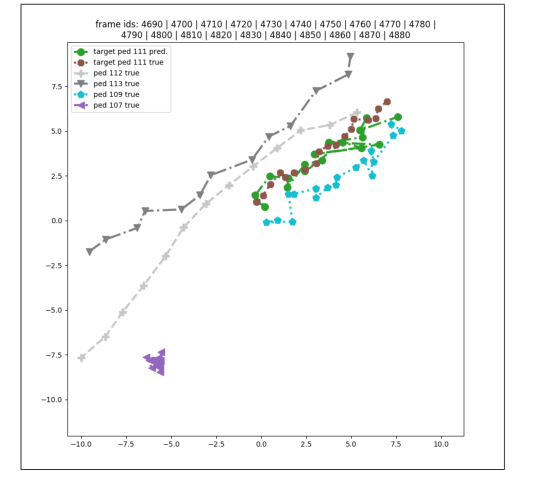 frame ids: 4690 | 4700 | 4710 | 4720 | 4730 | 4740 | 4750 | 4760 | 4770 | 4780 |
4790 | 4800 | 4810 | 4820 | 4830 | 4840 | 4850 | 4860 | 4870 | 4880
target ped 111 pred.
target ped 111 true
ped 112 true
ped 113 true
ped 109 true
ped 107 true
7.5
5.0
2.5
0.0
−2.5
−5.0
−7.5
−10.0
−10.0 −7.5 −5.0 −2.5 0.0 2.5 5.0 7.5 10.0